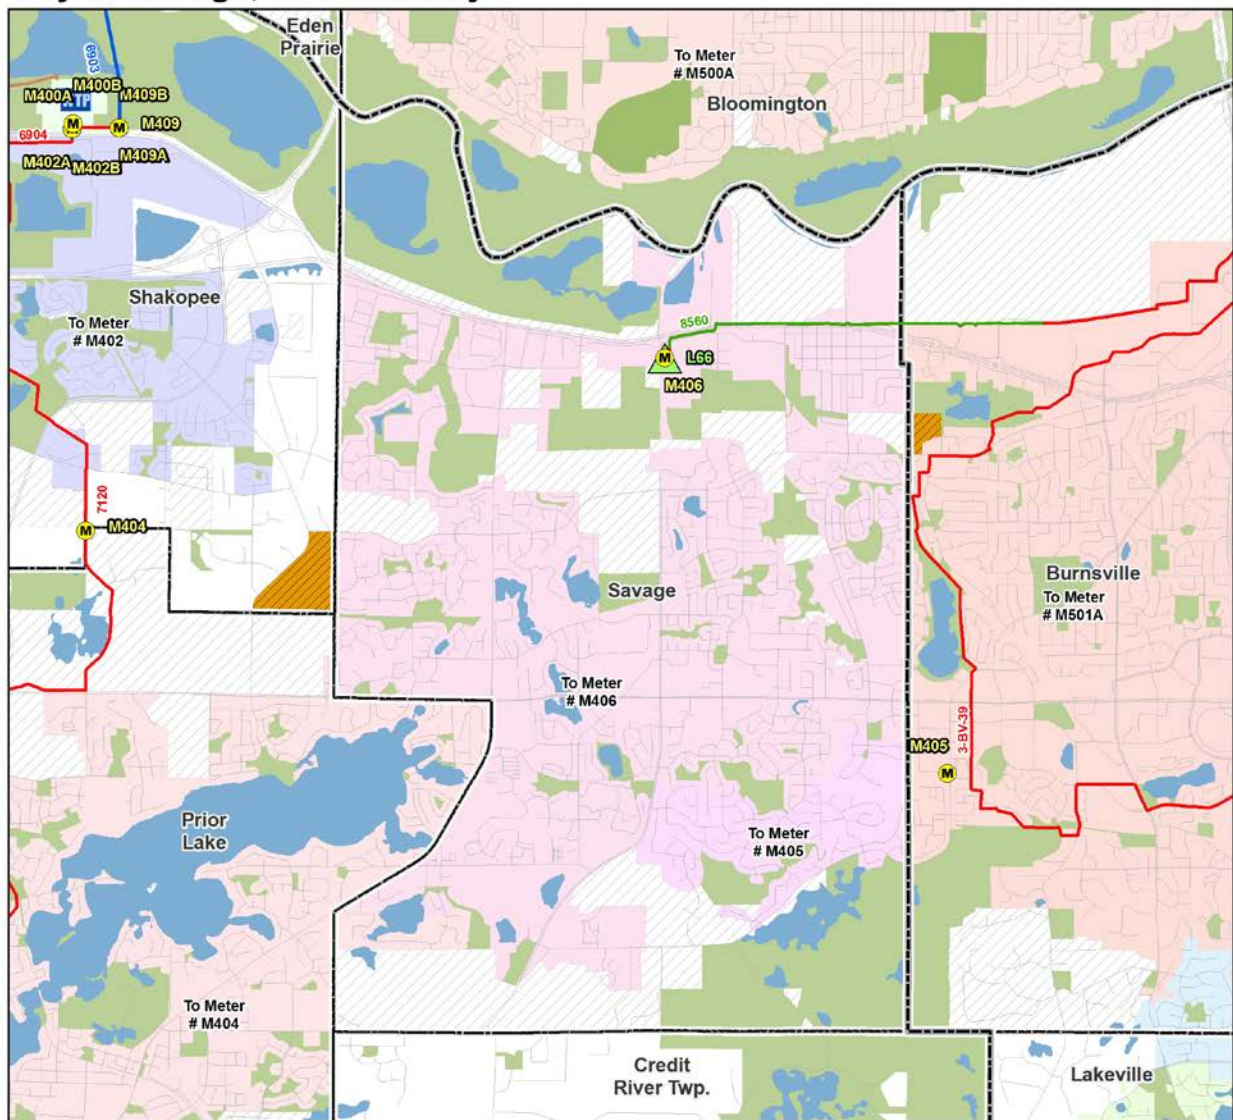 Eden
Prairie
To Meter
# M500A
Bloomington
6903
M400B
M400A
M409B
TP
M409
6904
M402A
M402B
M409A
Shakopee
To Meter
# M402
8560
L66
M406
7120
M404
Savage
Burnsville
To Meter
# M501A
To Meter
# M406
3-BV-39
M405
Prior
Lake
To Meter
# M405
To Meter
# M404
Credit
River Twp.
Lakeville